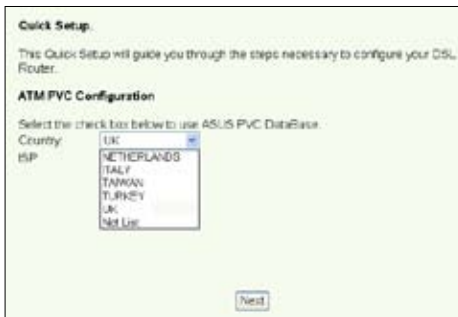 Quick Setup.
This Quick Setup will guide you through the steps necessary to configure your DSL
Router.
ATM PVC Configuration
Select the check box below to use ASUS PVC DataBase.
Country UK
ISP
NETHERLANDS
ITALY
TAIWAN
TURKEY
UK
Not List
Next